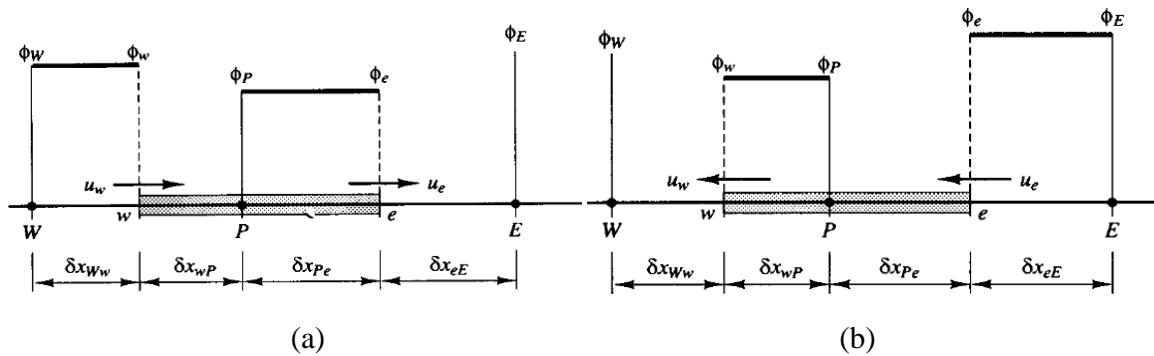 ϕW ϕw ϕE
ϕP ϕe
uw ue
W w P e E
δxWw δxwP δxPe δxeE
(a)
ϕe ϕE
ϕW
ϕw ϕP
uw ue
W w P e E
δxWw δxwP δxPe δxeE
(b)